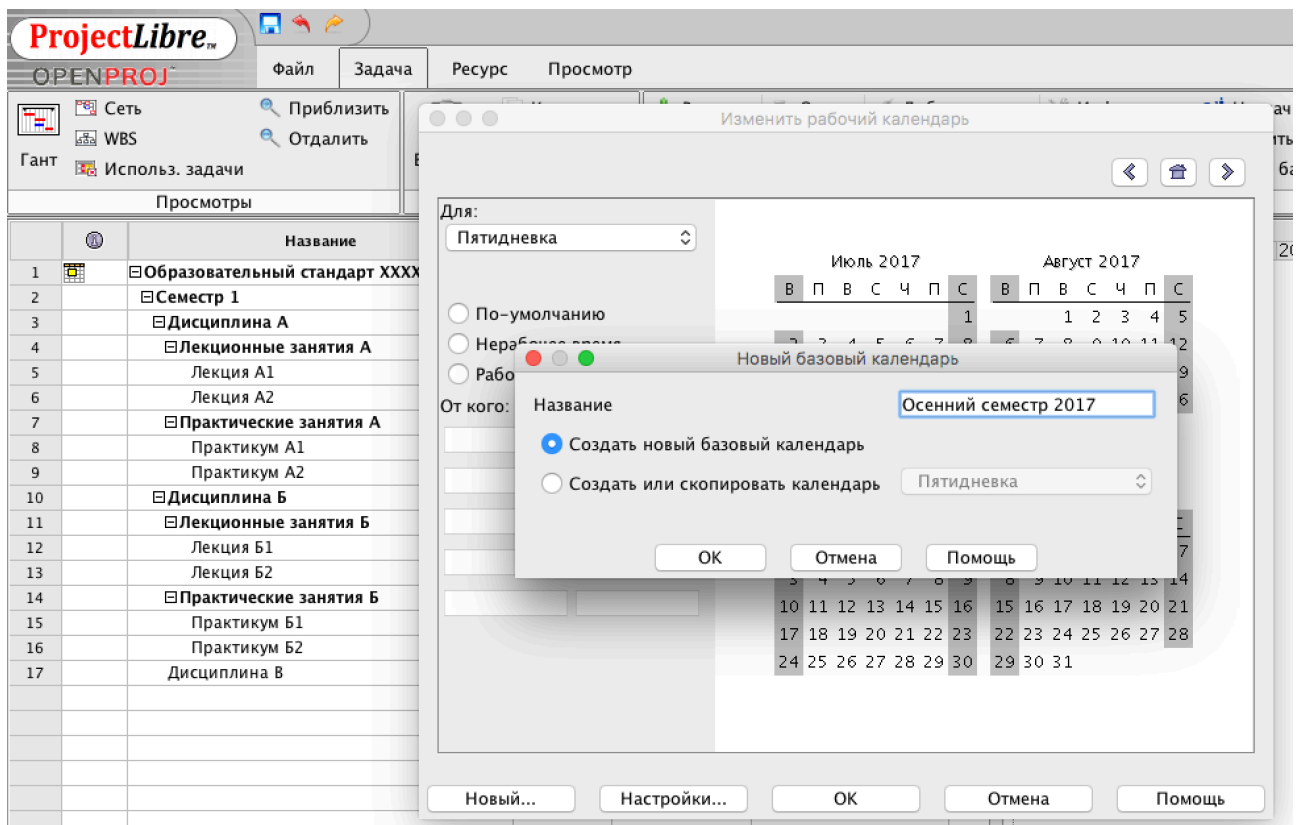 ProjectLibre™
OPENPROJ
Файл Задача Ресурс Просмотр
Сеть Приблизить
WBS Отдалить
Гант
Использ. задачи
Просмотры
Название
1 Образовательный стандарт XXXX
2 Семестр 1
3 Дисциплина А
4 Лекционные занятия А
5 Лекция А1
6 Лекция А2
7 Практические занятия А
8 Практикум А1
9 Практикум А2
10 Дисциплина Б
11 Лекционные занятия Б
12 Лекция Б1
13 Лекция Б2
14 Практические занятия Б
15 Практикум Б1
16 Практикум Б2
17 Дисциплина В
Изменить рабочий календарь
Для:
Пятидневка
По-умолчанию
Нерабочее время
От кого:
Июль 2017 Август 2017
В П В С Ч П С В П В С Ч П С
1 1 2 3 4 5
Новый базовый календарь
Название Осенний семестр 2017
Создать новый базовый календарь
Создать или скопировать календарь Пятидневка
OK Отмена Помощь
10 11 12 13 14 15 16 15 16 17 18 19 20 21
17 18 19 20 21 22 23 22 23 24 25 26 27 28
24 25 26 27 28 29 30 29 30 31
Новый... Настройки... OK Отмена Помощь